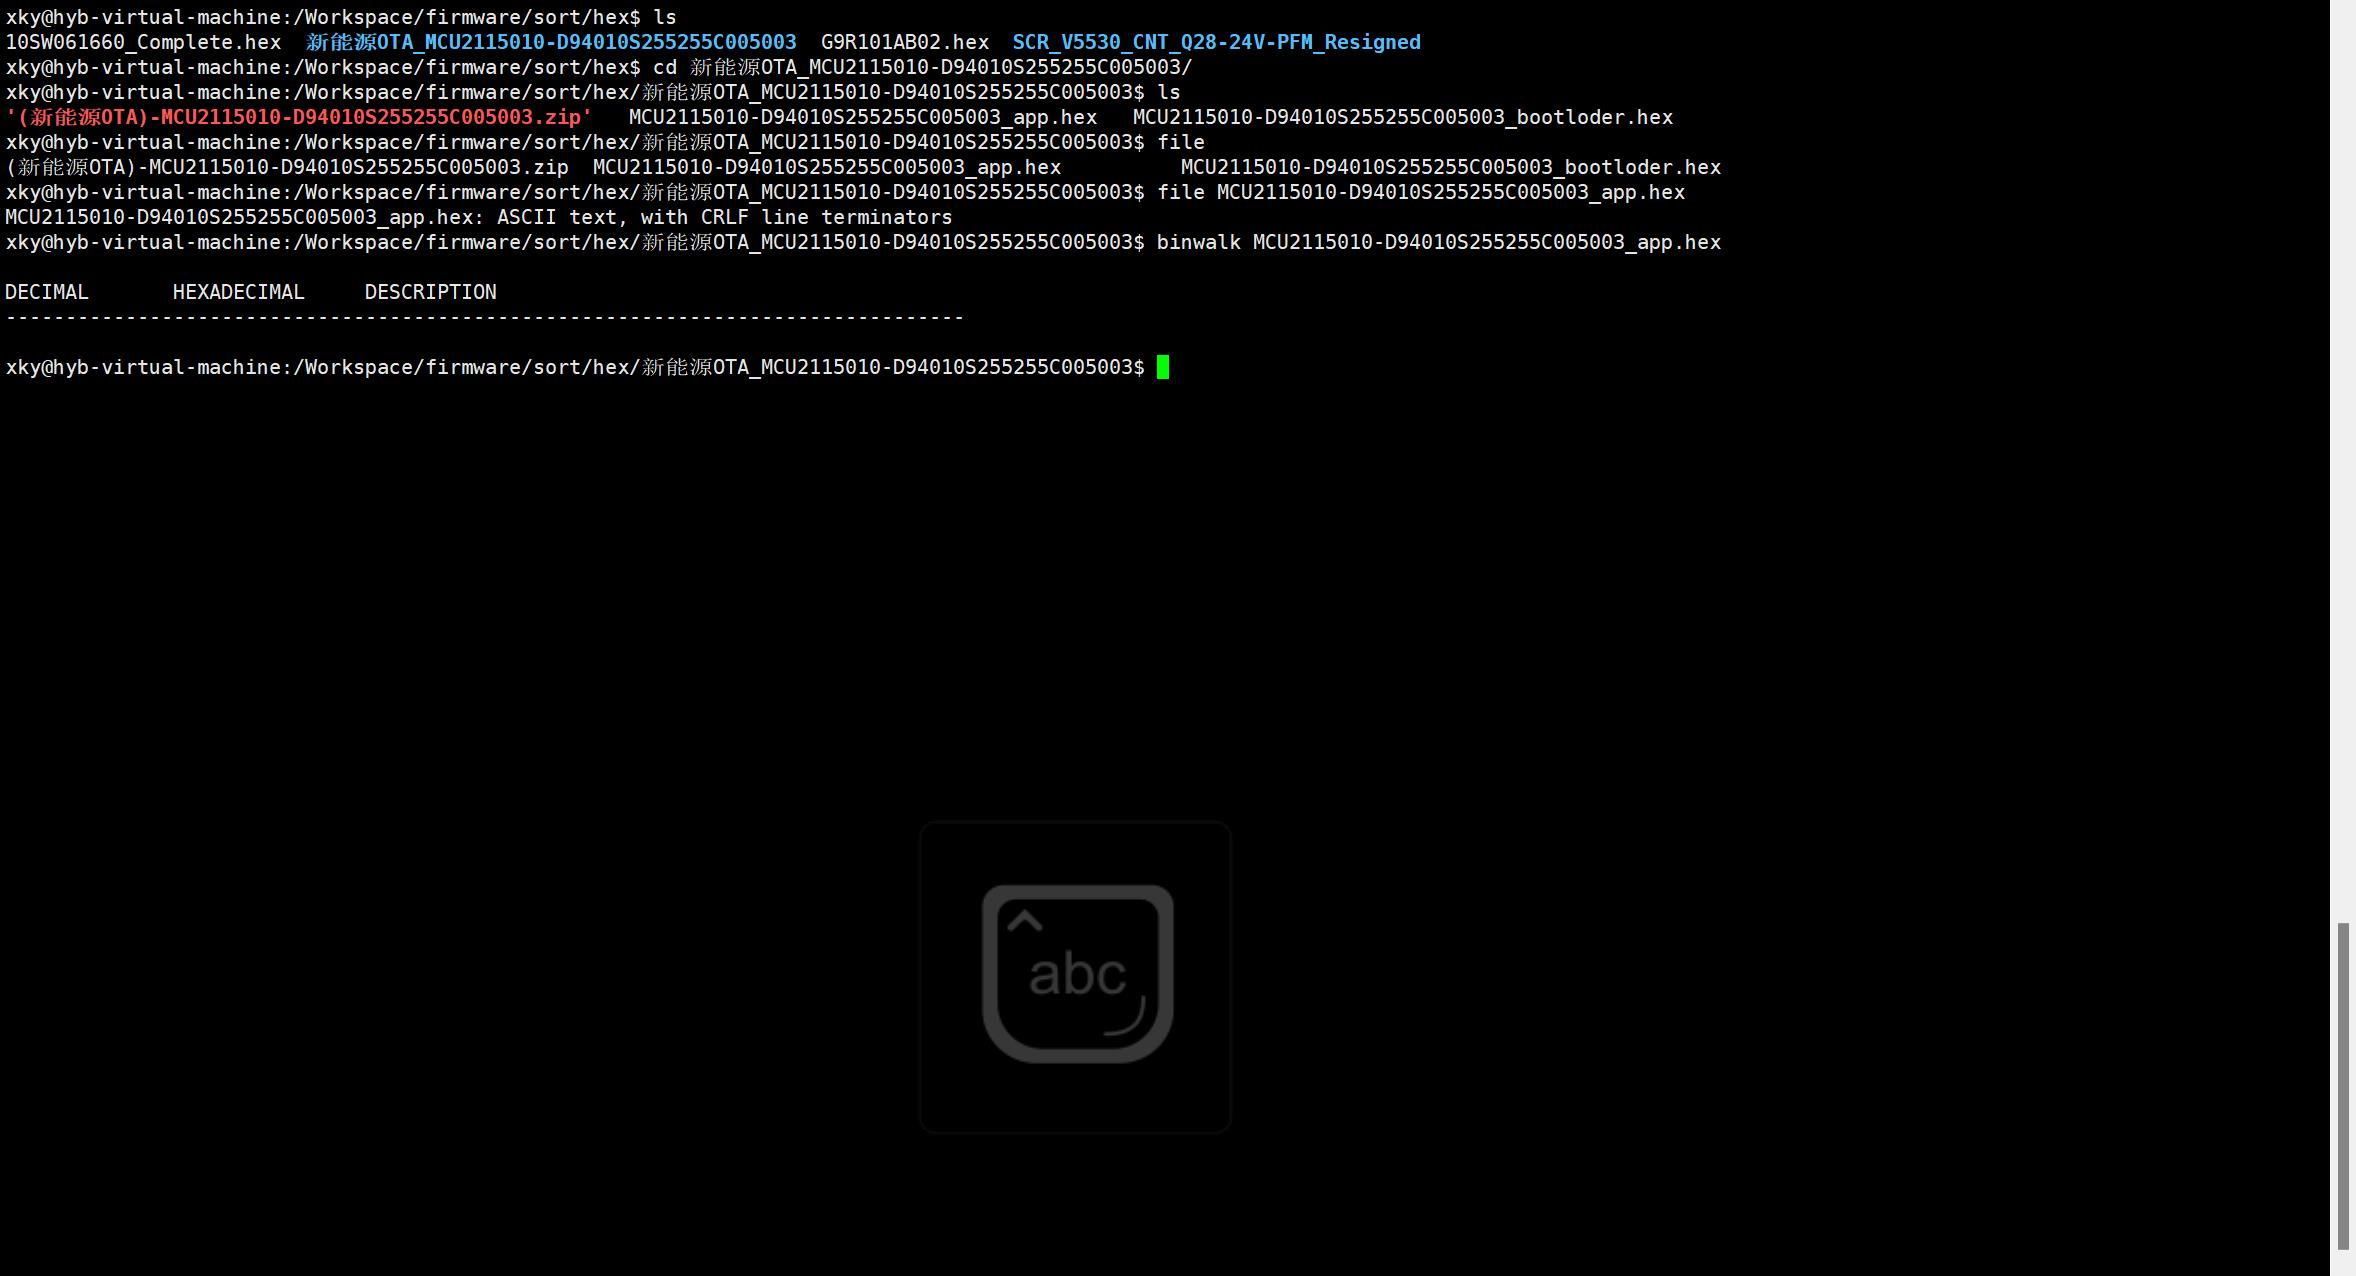 xky@hyb-virtual-machine:/Workspace/firmware/sort/hex$ ls
10SW061660_Complete.hex  新能源OTA_MCU2115010-D94010S255255C005003  G9R101AB02.hex  SCR_V5530_CNT_Q28-24V-PFM_Resigned
xky@hyb-virtual-machine:/Workspace/firmware/sort/hex$ cd 新能源OTA_MCU2115010-D94010S255255C005003/
xky@hyb-virtual-machine:/Workspace/firmware/sort/hex/新能源OTA_MCU2115010-D94010S255255C005003$ ls
'(新能源OTA)-MCU2115010-D94010S255255C005003.zip'   MCU2115010-D94010S255255C005003_app.hex   MCU2115010-D94010S255255C005003_bootloder.hex
xky@hyb-virtual-machine:/Workspace/firmware/sort/hex/新能源OTA_MCU2115010-D94010S255255C005003$ file
(新能源OTA)-MCU2115010-D94010S255255C005003.zip  MCU2115010-D94010S255255C005003_app.hex          MCU2115010-D94010S255255C005003_bootloder.hex
xky@hyb-virtual-machine:/Workspace/firmware/sort/hex/新能源OTA_MCU2115010-D94010S255255C005003$ file MCU2115010-D94010S255255C005003_app.hex
MCU2115010-D94010S255255C005003_app.hex: ASCII text, with CRLF line terminators
xky@hyb-virtual-machine:/Workspace/firmware/sort/hex/新能源OTA_MCU2115010-D94010S255255C005003$ binwalk MCU2115010-D94010S255255C005003_app.hex
DECIMAL       HEXADECIMAL     DESCRIPTION
--------------------------------------------------------------------------------
xky@hyb-virtual-machine:/Workspace/firmware/sort/hex/新能源OTA_MCU2115010-D94010S255255C005003$
abc